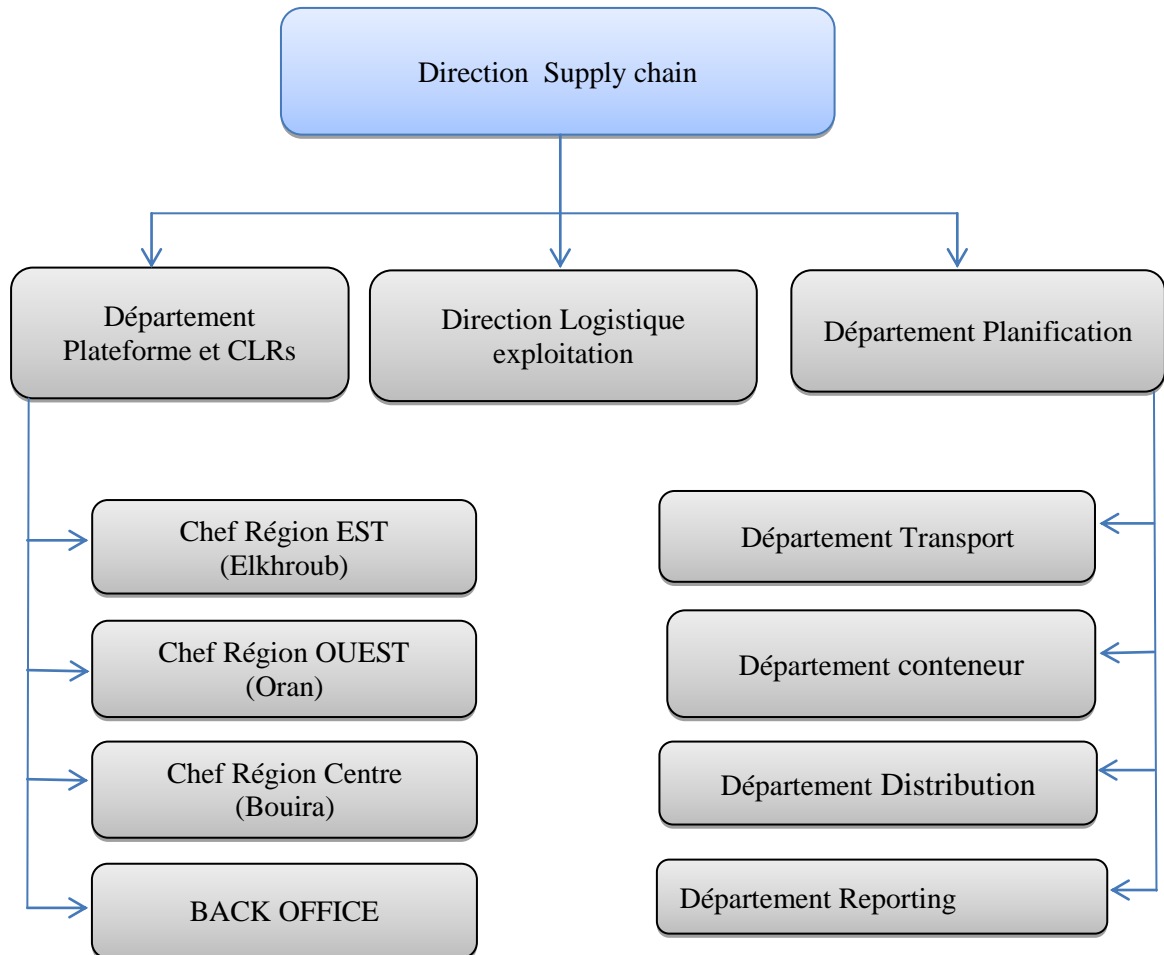 Direction  Supply chain
Département
Plateforme et CLRs
Direction Logistique
exploitation
Département Planification
Chef Région EST
(Elkhroub)
Chef Région OUEST
(Oran)
Chef Région Centre
(Bouira)
BACK OFFICE
Département Transport
Département conteneur
Département Distribution
Département Reporting